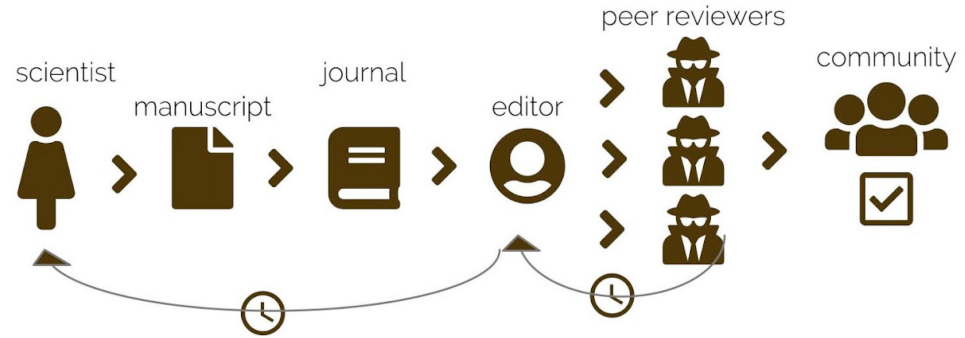 scientist
manuscript
journal
editor
peer reviewers
community